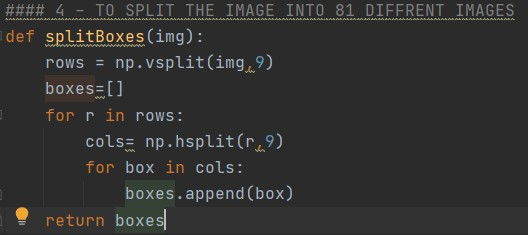 #### 4 - TO SPLIT THE IMAGE INTO 81 DIFFRENT IMAGES
def splitBoxes(img):
    rows = np.vsplit(img,9)
    boxes=[]
    for r in rows:
        cols= np.hsplit(r,9)
        for box in cols:
            boxes.append(box)
    return boxes